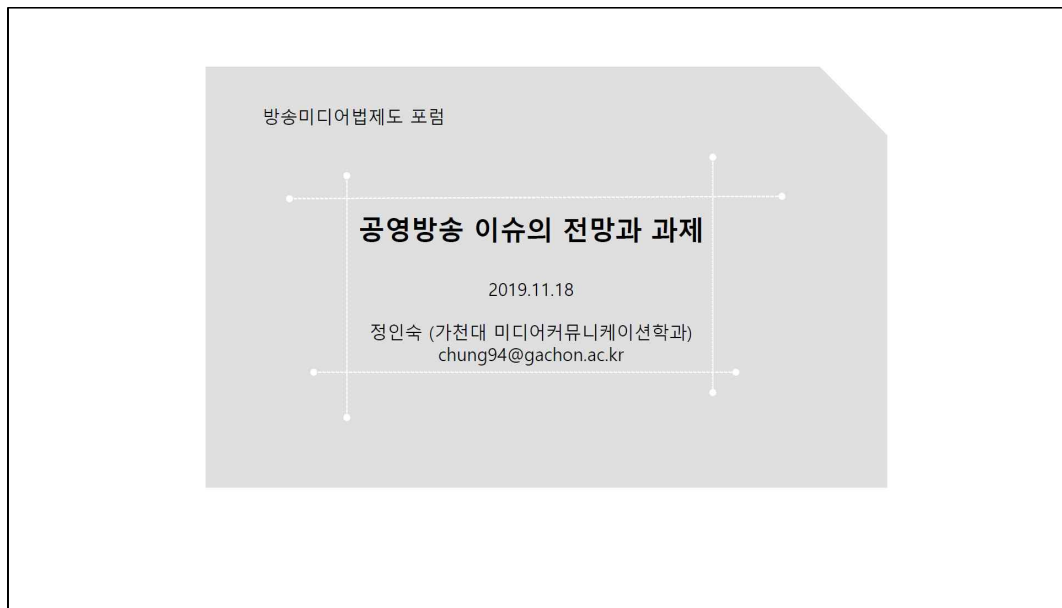 방송미디어법제도 포럼
공영방송 이슈의 전망과 과제
2019.11.18
정인숙 (가천대 미디어커뮤니케이션학과)
chung94@gachon.ac.kr